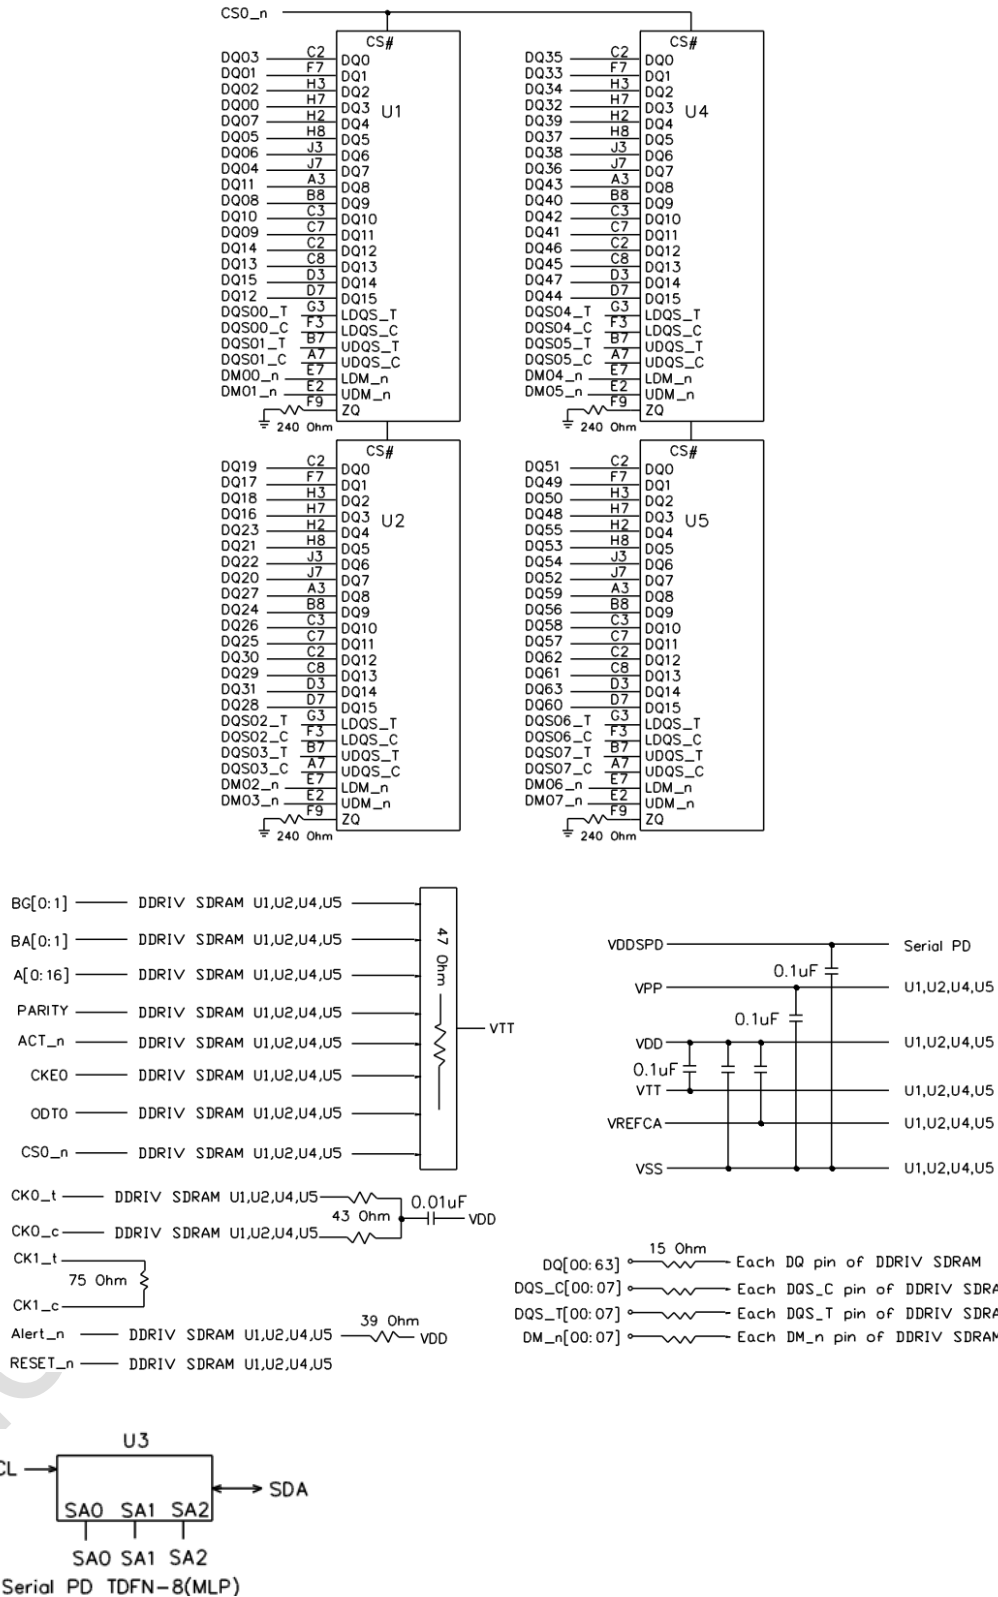 CS0_n
CS#
CS#
DQ03 C2 DQ0
DQ01 F7 DQ1
DQ02 H3 DQ2
DQ00 H7 DQ3
U1
DQ07 H2 DQ4
DQ05 H8 DQ5
DQ06 J3 DQ6
DQ04 J7 DQ7
DQ11 A3 DQ8
DQ08 B8 DQ9
DQ10 C3 DQ10
DQ09 C7 DQ11
DQ14 C2 DQ12
DQ13 C8 DQ13
DQ15 D3 DQ14
DQ12 D7 DQ15
DQS00_T G3 LDQS_T
DQS00_C F3 LDQS_C
DQS01_T B7 UDQS_T
DQS01_C A7 UDQS_C
DM00_n E7 LDM_n
DM01_n E2 UDM_n
F9 ZQ
240 Ohm
DQ35 C2 DQ0
DQ33 F7 DQ1
DQ34 H3 DQ2
DQ32 H7 DQ3
U4
DQ39 H2 DQ4
DQ37 H8 DQ5
DQ38 J3 DQ6
DQ36 J7 DQ7
DQ43 A3 DQ8
DQ40 B8 DQ9
DQ42 C3 DQ10
DQ41 C7 DQ11
DQ46 C2 DQ12
DQ45 C8 DQ13
DQ47 D3 DQ14
DQ44 D7 DQ15
DQS04_T G3 LDQS_T
DQS04_C F3 LDQS_C
DQS05_T B7 UDQS_T
DQS05_C A7 UDQS_C
DM04_n E7 LDM_n
DM05_n E2 UDM_n
F9 ZQ
240 Ohm
CS#
DQ19 C2 DQ0
DQ17 F7 DQ1
DQ18 H3 DQ2
DQ16 H7 DQ3
U2
DQ23 H2 DQ4
DQ21 H8 DQ5
DQ22 J3 DQ6
DQ20 J7 DQ7
DQ27 A3 DQ8
DQ24 B8 DQ9
DQ26 C3 DQ10
DQ25 C7 DQ11
DQ30 C2 DQ12
DQ29 C8 DQ13
DQ31 D3 DQ14
DQ28 D7 DQ15
DQS02_T G3 LDQS_T
DQS02_C F3 LDQS_C
DQS03_T B7 UDQS_T
DQS03_C A7 UDQS_C
DM02_n E7 LDM_n
DM03_n E2 UDM_n
F9 ZQ
240 Ohm
CS#
DQ51 C2 DQ0
DQ49 F7 DQ1
DQ50 H3 DQ2
DQ48 H7 DQ3
U5
DQ55 H2 DQ4
DQ53 H8 DQ5
DQ54 J3 DQ6
DQ52 J7 DQ7
DQ59 A3 DQ8
DQ56 B8 DQ9
DQ58 C3 DQ10
DQ57 C7 DQ11
DQ62 C2 DQ12
DQ61 C8 DQ13
DQ63 D3 DQ14
DQ60 D7 DQ15
DQS06_T G3 LDQS_T
DQS06_C F3 LDQS_C
DQS07_T B7 UDQS_T
DQS07_C A7 UDQS_C
DM06_n E7 LDM_n
DM07_n E2 UDM_n
F9 ZQ
240 Ohm
BG[0:1] DDRIV SDRAM U1,U2,U4,U5
BA[0:1] DDRIV SDRAM U1,U2,U4,U5
A[0:16] DDRIV SDRAM U1,U2,U4,U5
PARITY DDRIV SDRAM U1,U2,U4,U5
ACT_n DDRIV SDRAM U1,U2,U4,U5
CKE0 DDRIV SDRAM U1,U2,U4,U5
ODT0 DDRIV SDRAM U1,U2,U4,U5
CS0_n DDRIV SDRAM U1,U2,U4,U5
47 Ohm
VTT
CK0_t DDRIV SDRAM U1,U2,U4,U5
43 Ohm
0.01uF
VDD
CK0_c DDRIV SDRAM U1,U2,U4,U5
CK1_t
75 Ohm
CK1_c
Alert_n DDRIV SDRAM U1,U2,U4,U5
39 Ohm
VDD
RESET_n DDRIV SDRAM U1,U2,U4,U5
VDDSPD Serial PD
0.1uF
VPP U1,U2,U4,U5
0.1uF
VDD U1,U2,U4,U5
0.1uF
VTT U1,U2,U4,U5
VREFCA U1,U2,U4,U5
VSS U1,U2,U4,U5
15 Ohm
DQ[00:63] Each DQ pin of DDRIV SDRAM
DQS_C[00:07] Each DQS_C pin of DDRIV SDRA
DQS_T[00:07] Each DQS_T pin of DDRIV SDRA
DM_n[00:07] Each DM_n pin of DDRIV SDRAM
U3
CL
SDA
SA0 SA1 SA2
SA0 SA1 SA2
Serial PD TDFN-8(MLP)